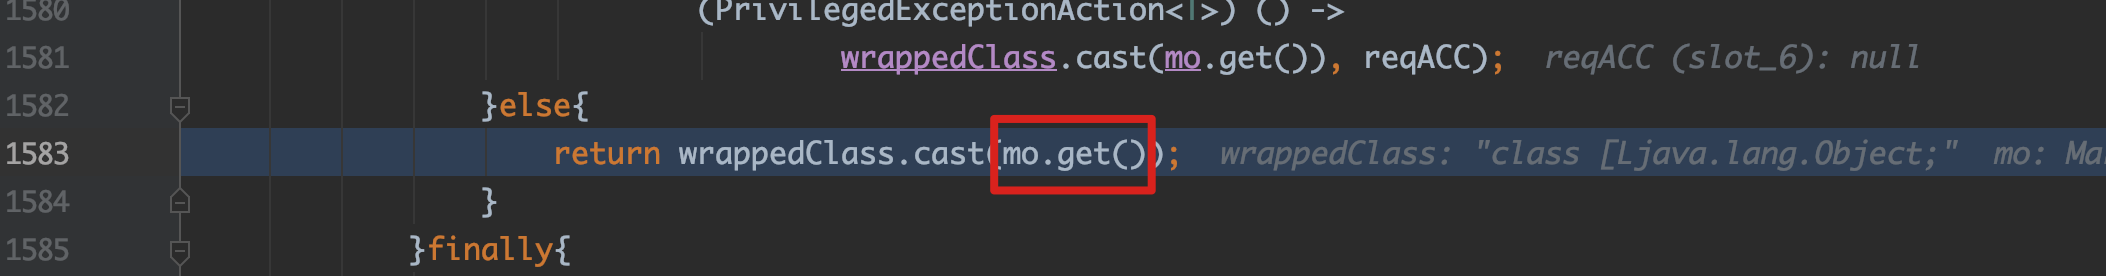 1580 (PrivilegedExceptionAction<T>) () ->
1581 wrappedClass.cast(mo.get()), reqACC); reqACC (slot_6): null
1582 }else{
1583 return wrappedClass.cast(mo.get()); wrappedClass: "class [Ljava.lang.Object;" mo: Mar
1584 }
1585 }finally{